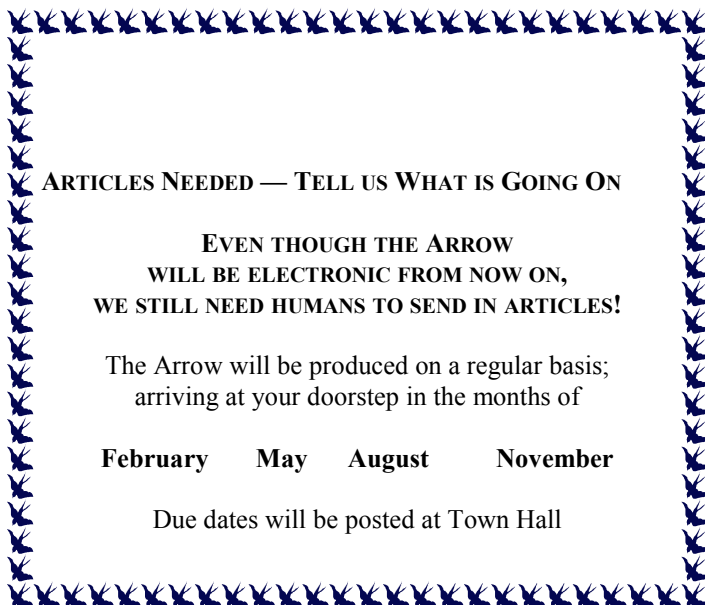 ARTICLES NEEDED — TELL US WHAT IS GOING ON
EVEN THOUGH THE ARROW
WILL BE ELECTRONIC FROM NOW ON,
WE STILL NEED HUMANS TO SEND IN ARTICLES!
The Arrow will be produced on a regular basis;
arriving at your doorstep in the months of
February May August November
Due dates will be posted at Town Hall